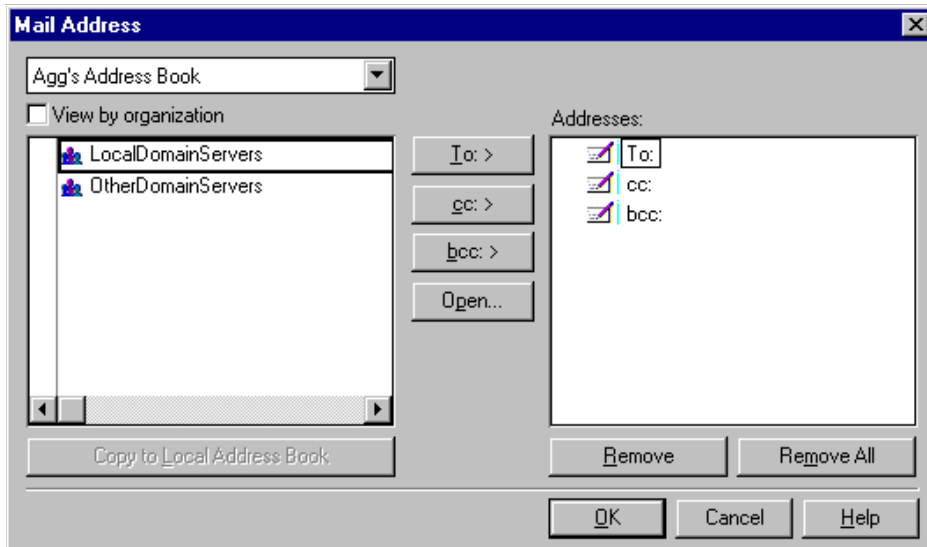 Mail Address
Agg's Address Book
View by organization
Addresses:
LocalDomainServers
OtherDomainServers
To: >
cc: >
bcc: >
Open...
To:
cc:
bcc:
Copy to Local Address Book
Remove
Remove All
OK
Cancel
Help